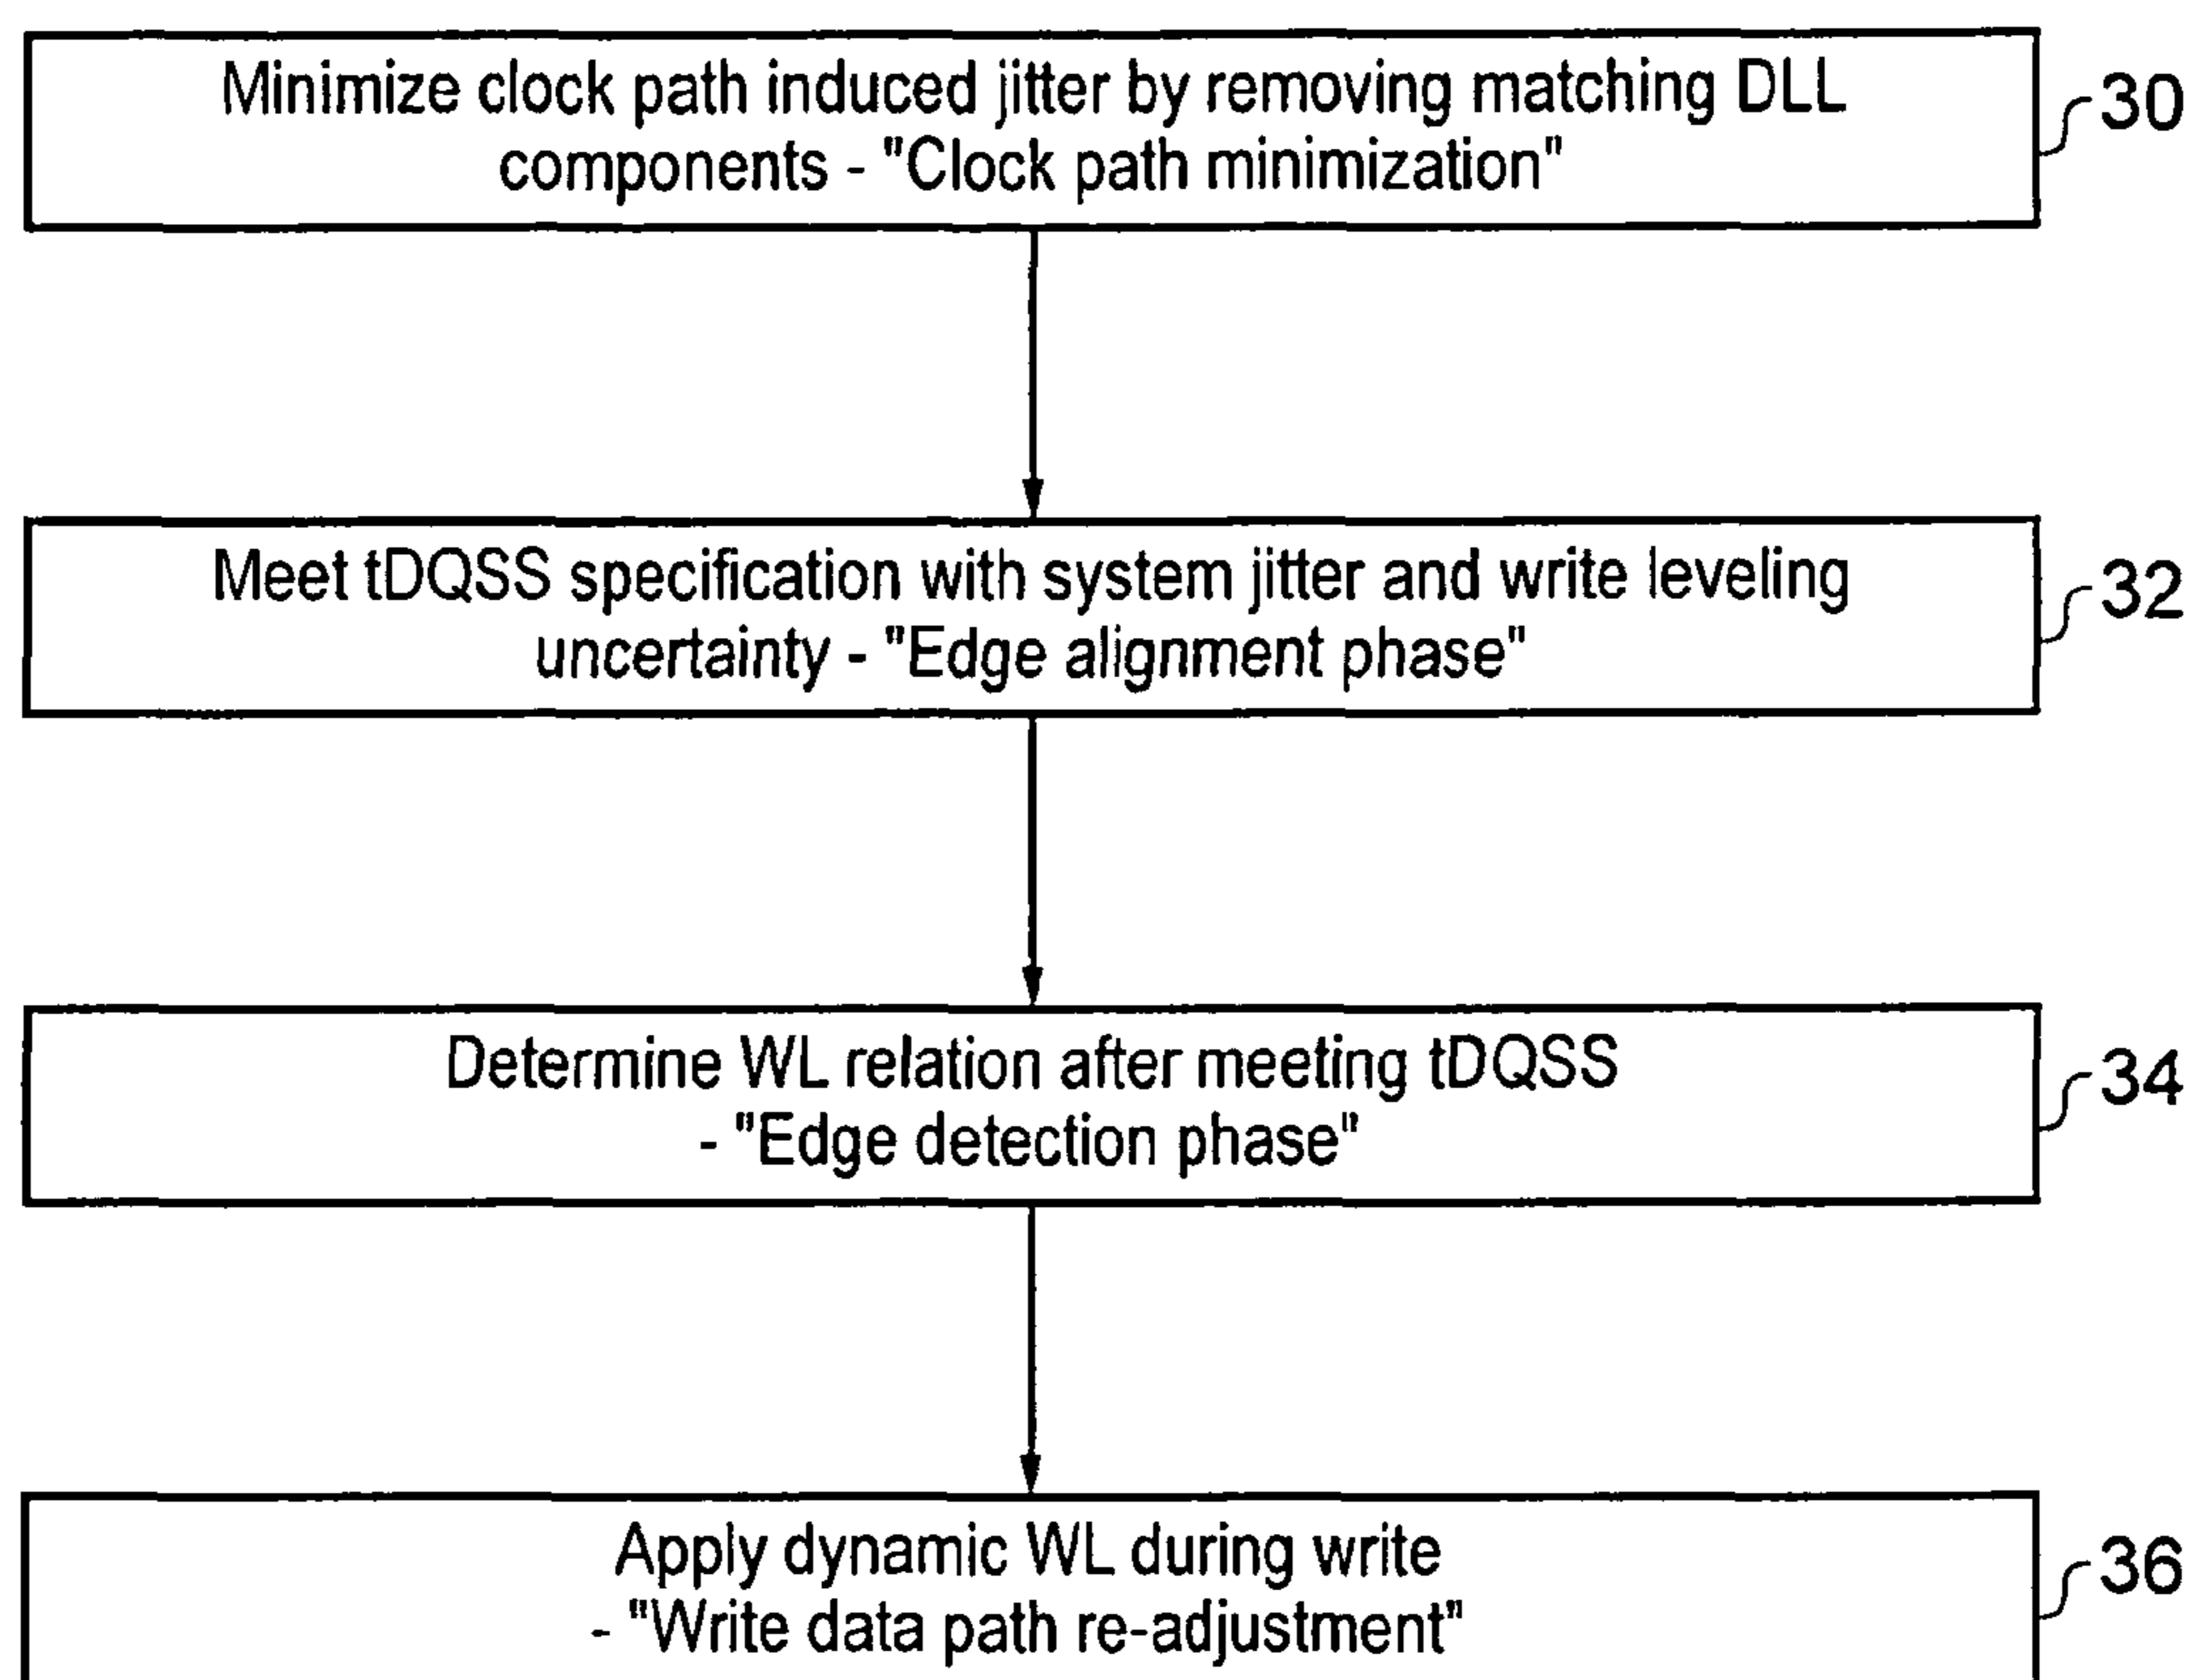 Minimize clock path induced jitter by removing matching DLL
components - "Clock path minimization"
30
Meet tDQSS specification with system jitter and write leveling
uncertainty - "Edge alignment phase"
32
Determine WL relation after meeting tDQSS
- "Edge detection phase"
34
Apply dynamic WL during write
- "Write data path re-adjustment"
36